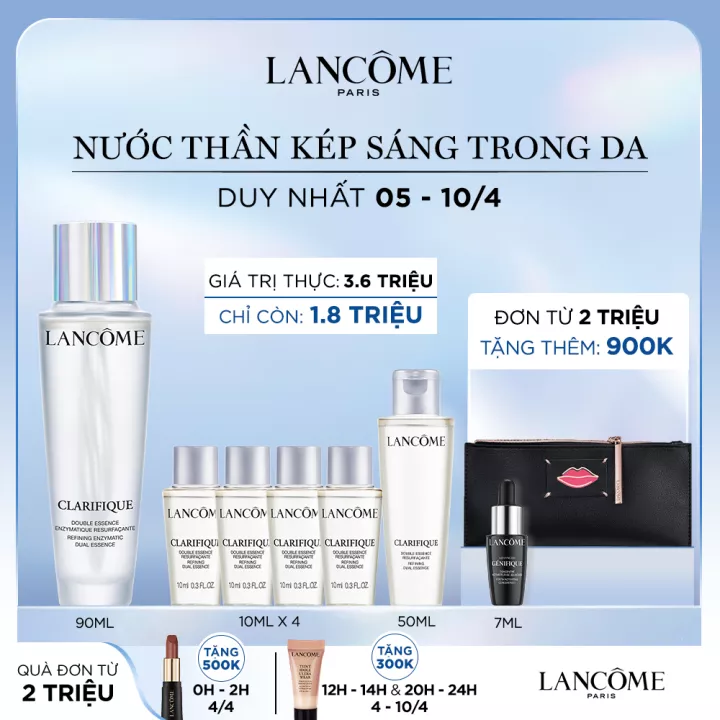 LANCÔME
PARIS
NƯỚC THẦN KÉP SÁNG TRONG DA
DUY NHẤT 05 - 10/4
GIÁ TRỊ THỰC: 3.6 TRIỆU
CHỈ CÒN: 1.8 TRIỆU
ĐƠN TỪ 2 TRIỆU
TẶNG THÊM: 900K
LANCÔME
CLARIFIQUE
DOUBLE ESSENCE
ENZYMATIQUE RESURFAÇANTE
REFINING ENZYMATIC
DUAL ESSENCE
LANCÔME
CLARIFIQUE
DOUBLE ESSENCE
RESURFAÇANTE
REFINING
DUAL ESSENCE
10ml 0.3 FL.OZ.
LANCÔME
CLARIFIQUE
DOUBLE ESSENCE
RESURFAÇANTE
REFINING
DUAL ESSENCE
10ml 0.3 FL.OZ.
LANCÔME
CLARIFIQUE
DOUBLE ESSENCE
RESURFAÇANTE
REFINING
DUAL ESSENCE
10ml 0.3 FL.OZ.
LANCÔME
CLARIFIQUE
DOUBLE ESSENCE
RESURFAÇANTE
REFINING
DUAL ESSENCE
10ml 0.3 FL.OZ.
LANCÔME
CLARIFIQUE
DOUBLE ESSENCE
RESURFAÇANTE
REFINING
DUAL ESSENCE
LANCÔME
GÉNIFIQUE
90ML
10ML X 4
50ML
7ML
QUÀ ĐƠN TỪ
2 TRIỆU
LANCÔME
TẶNG
500K
0H - 2H
4/4
TEINT
IDOLE
ULTRA
WEAR
TẶNG
300K
12H - 14H & 20H - 24H
4 - 10/4
LANCÔME
PARIS